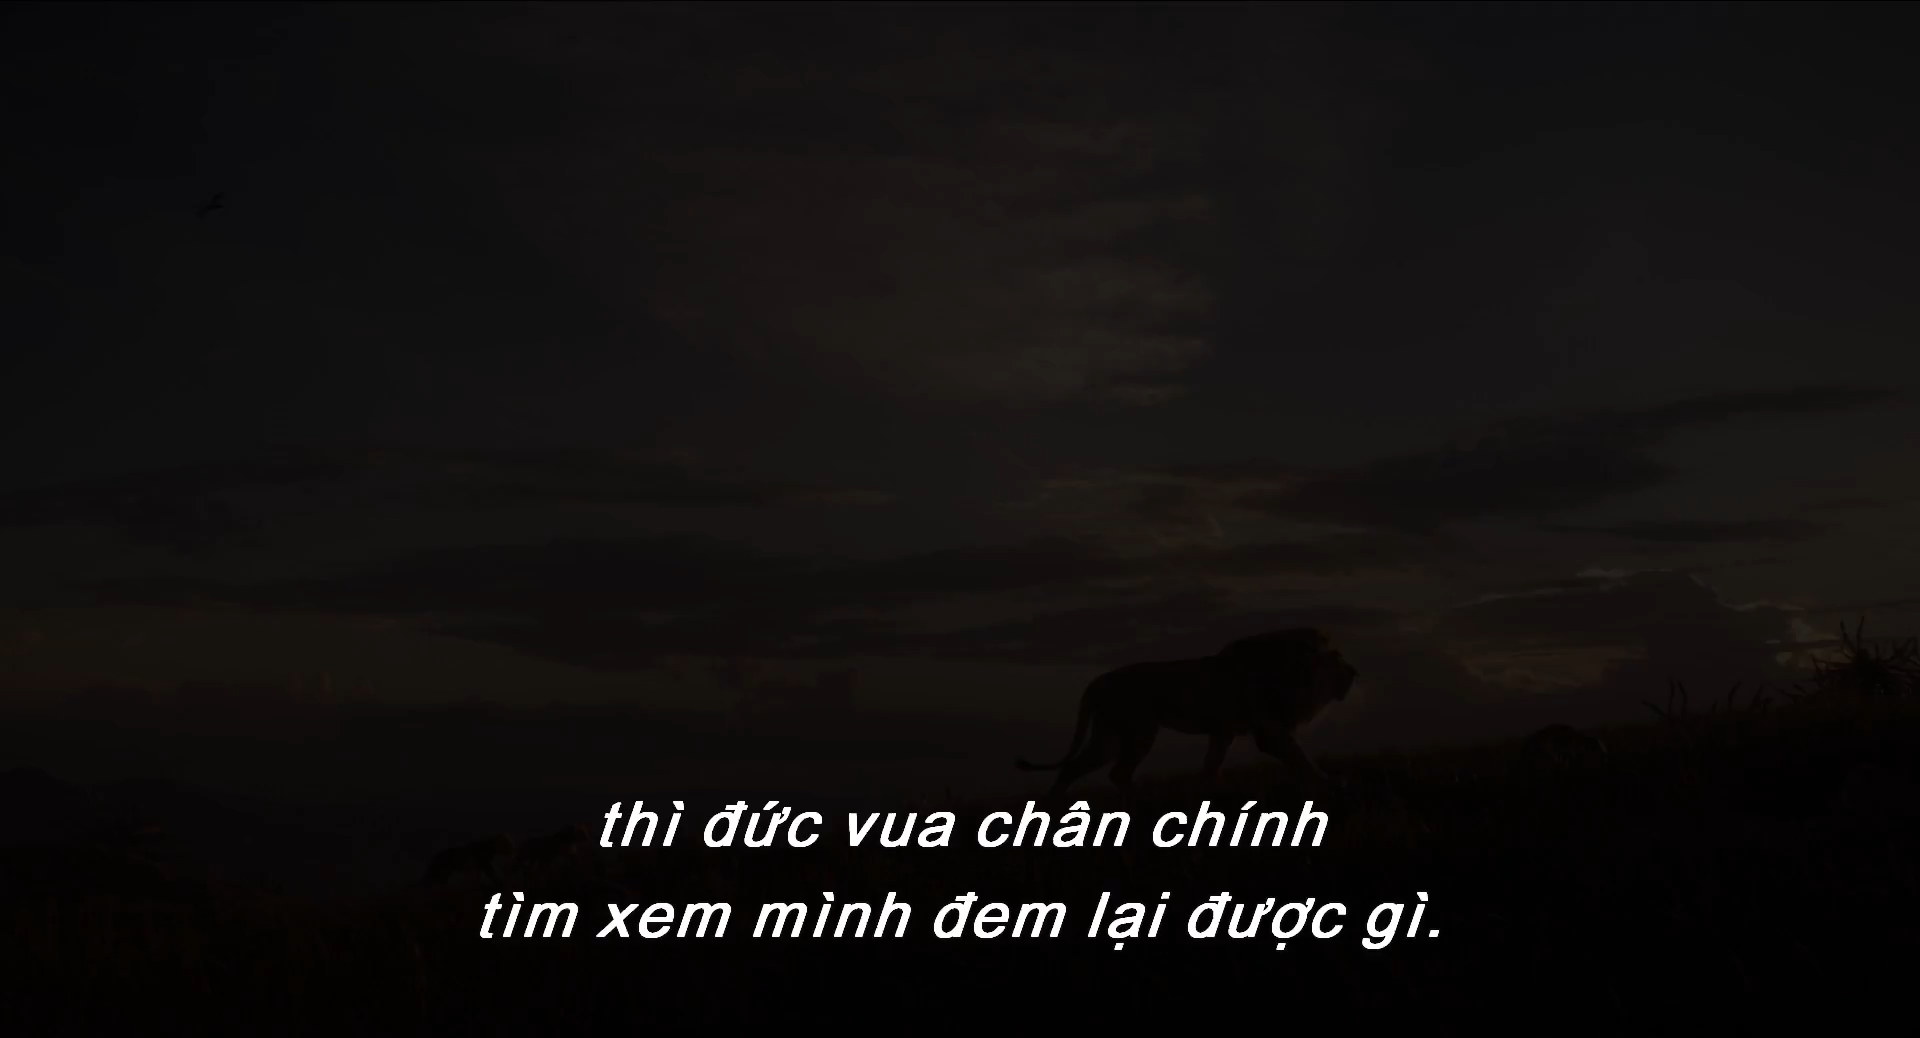 thì đức vua chân chính
tìm xem mình đem lại được gì.